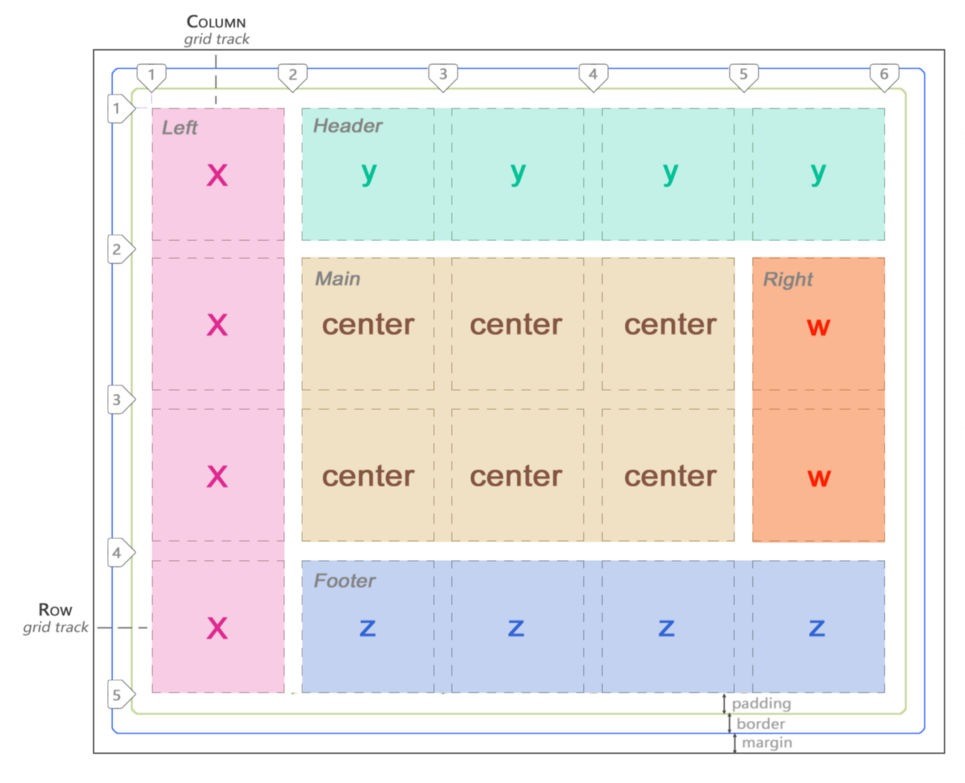 COLUMN
grid track
1 2 3 4 5 6
1
Left Header
X y y y y
2
Main Right
X center center center w
3
X center center center w
4
Footer
ROW
X z z z z
grid track
5
padding
border
margin